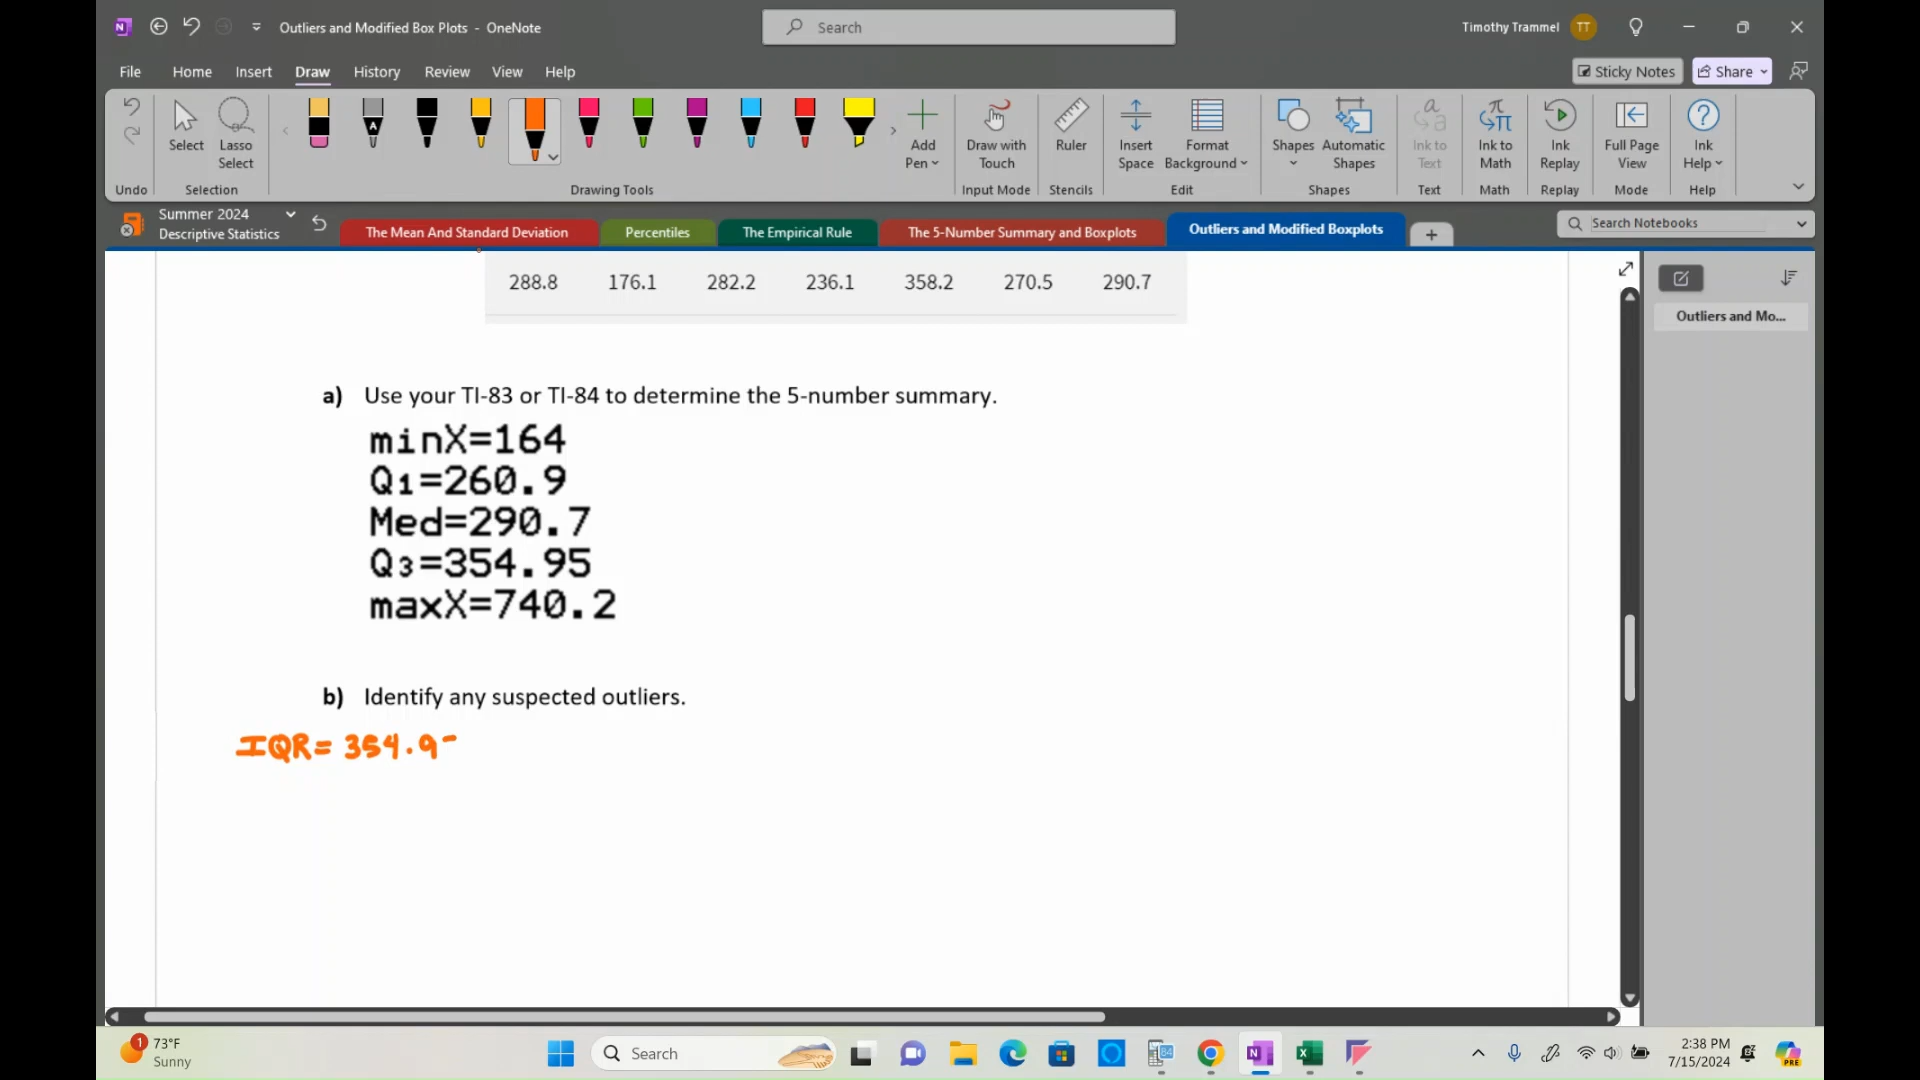 Outliers and Modified Box Plots - OneNote
Search
Timothy Trammel TT
File Home Insert Draw History Review View Help
Sticky Notes Share
Select
Lasso Select
Add Pen
Draw with Touch
Ruler
Insert Space
Format Background
Shapes
Automatic Shapes
Ink to Text
Ink to Math
Ink Replay
Full Page View
Ink Help
Undo Selection Drawing Tools Input Mode Stencils Edit Shapes Text Math Replay Mode Help
Summer 2024
Descriptive Statistics
The Mean And Standard Deviation Percentiles The Empirical Rule The 5-Number Summary and Boxplots Outliers and Modified Boxplots
Search Notebooks
288.8 176.1 282.2 236.1 358.2 270.5 290.7
Outliers and Mo...
a) Use your TI-83 or TI-84 to determine the 5-number summary.
minX=164
Q1=260.9
Med=290.7
Q3=354.95
maxX=740.2
b) Identify any suspected outliers.
IQR= 354.9
1
73°F
Sunny
Search
2:38 PM
7/15/2024
PRE